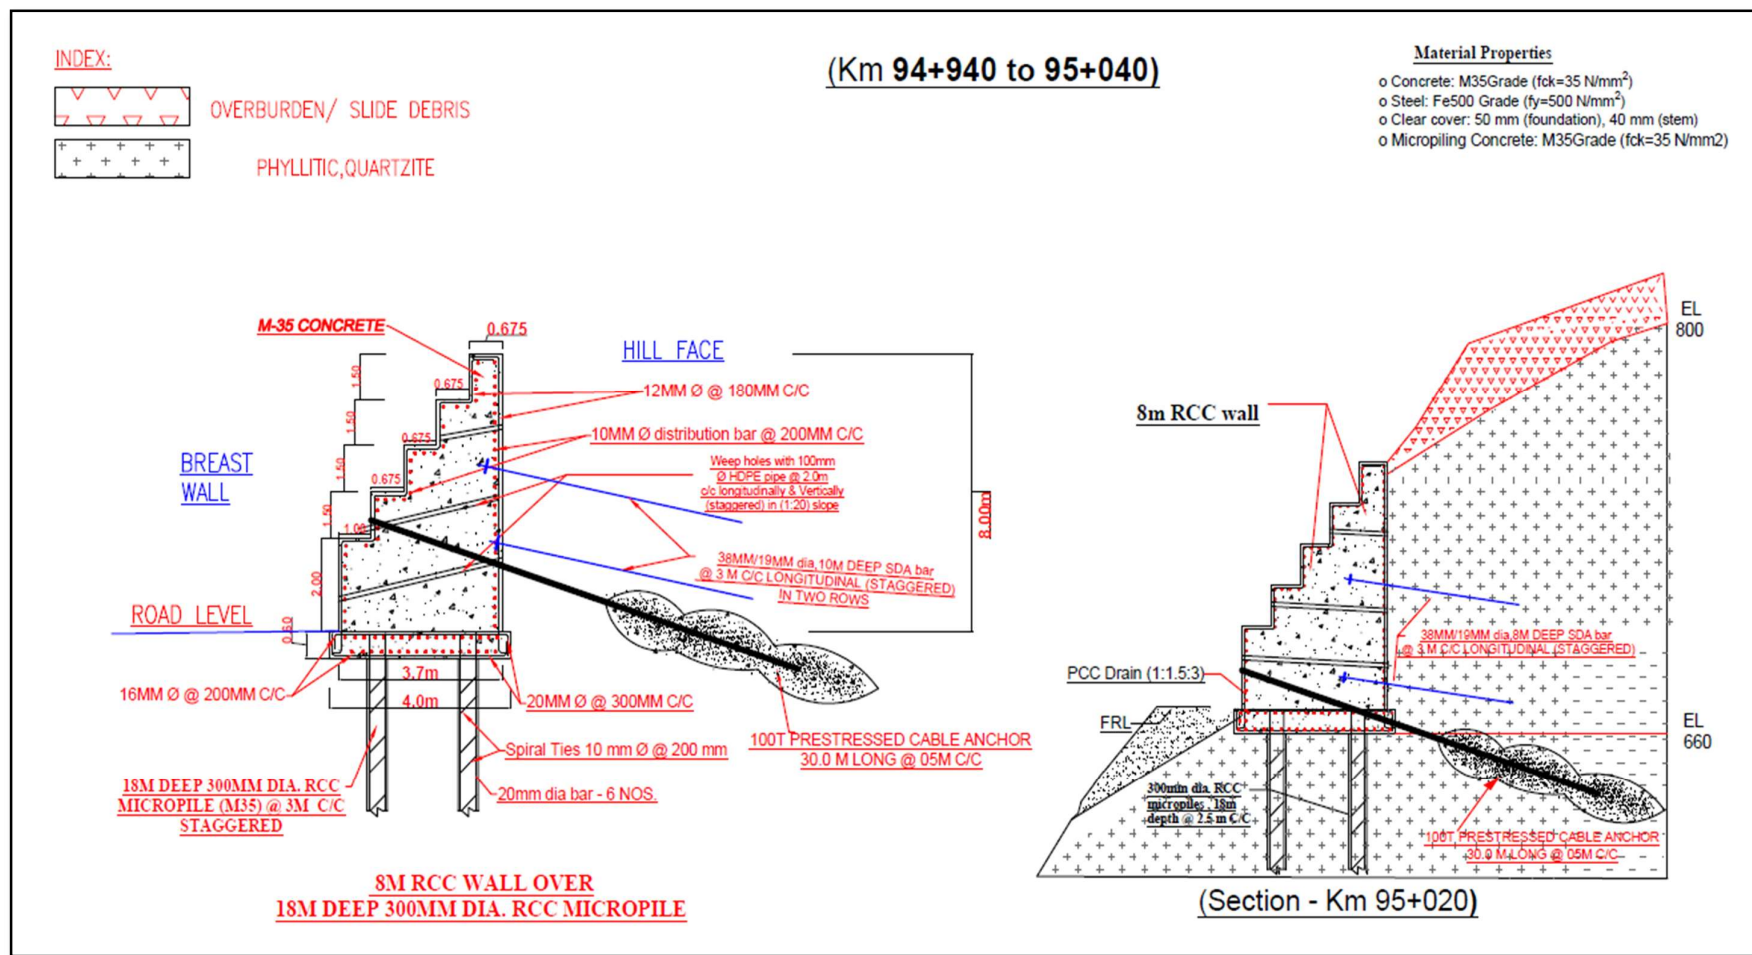 INDEX:
OVERBURDEN/ SLIDE DEBRIS
PHYLLITIC,QUARTZITE
(Km 94+940 to 95+040)
Material Properties
o Concrete: M35Grade (fck=35 N/mm²)
o Steel: Fe500 Grade (fy=500 N/mm²)
o Clear cover: 50 mm (foundation), 40 mm (stem)
o Micropiling Concrete: M35Grade (fck=35 N/mm2)
M-35 CONCRETE
0.675
HILL FACE
1.50
0.675
12MM Ø @ 180MM C/C
1.50
0.675
10MM Ø distribution bar @ 200MM C/C
BREAST
WALL
1.50
0.675
Weep holes with 100mm
Ø HDPE pipe @ 2.0m
c/c longitudinally & Vertically
(staggered) in (1:20) slope
1.50
1.00
8.00m
38MM/19MM dia,10M DEEP SDA bar
@ 3 M C/C LONGITUDINAL (STAGGERED)
IN TWO ROWS
2.00
ROAD LEVEL
0.60
3.7m
16MM Ø @ 200MM C/C
4.0m
20MM Ø @ 300MM C/C
100T PRESTRESSED CABLE ANCHOR
30.0 M LONG @ 05M C/C
Spiral Ties 10 mm Ø @ 200 mm
18M DEEP 300MM DIA. RCC
MICROPILE (M35) @ 3M C/C
STAGGERED
20mm dia bar - 6 NOS.
8M RCC WALL OVER
18M DEEP 300MM DIA. RCC MICROPILE
EL
800
8m RCC wall
38MM/19MM dia,8M DEEP SDA bar
@ 3 M C/C LONGITUDINAL (STAGGERED)
PCC Drain (1:1.5:3)
FRL
EL
660
300mm dia. RCC
micropiles , 18m
depth @ 2.5 m C/C
100T PRESTRESSED CABLE ANCHOR
30.0 M LONG @ 05M C/C
(Section - Km 95+020)